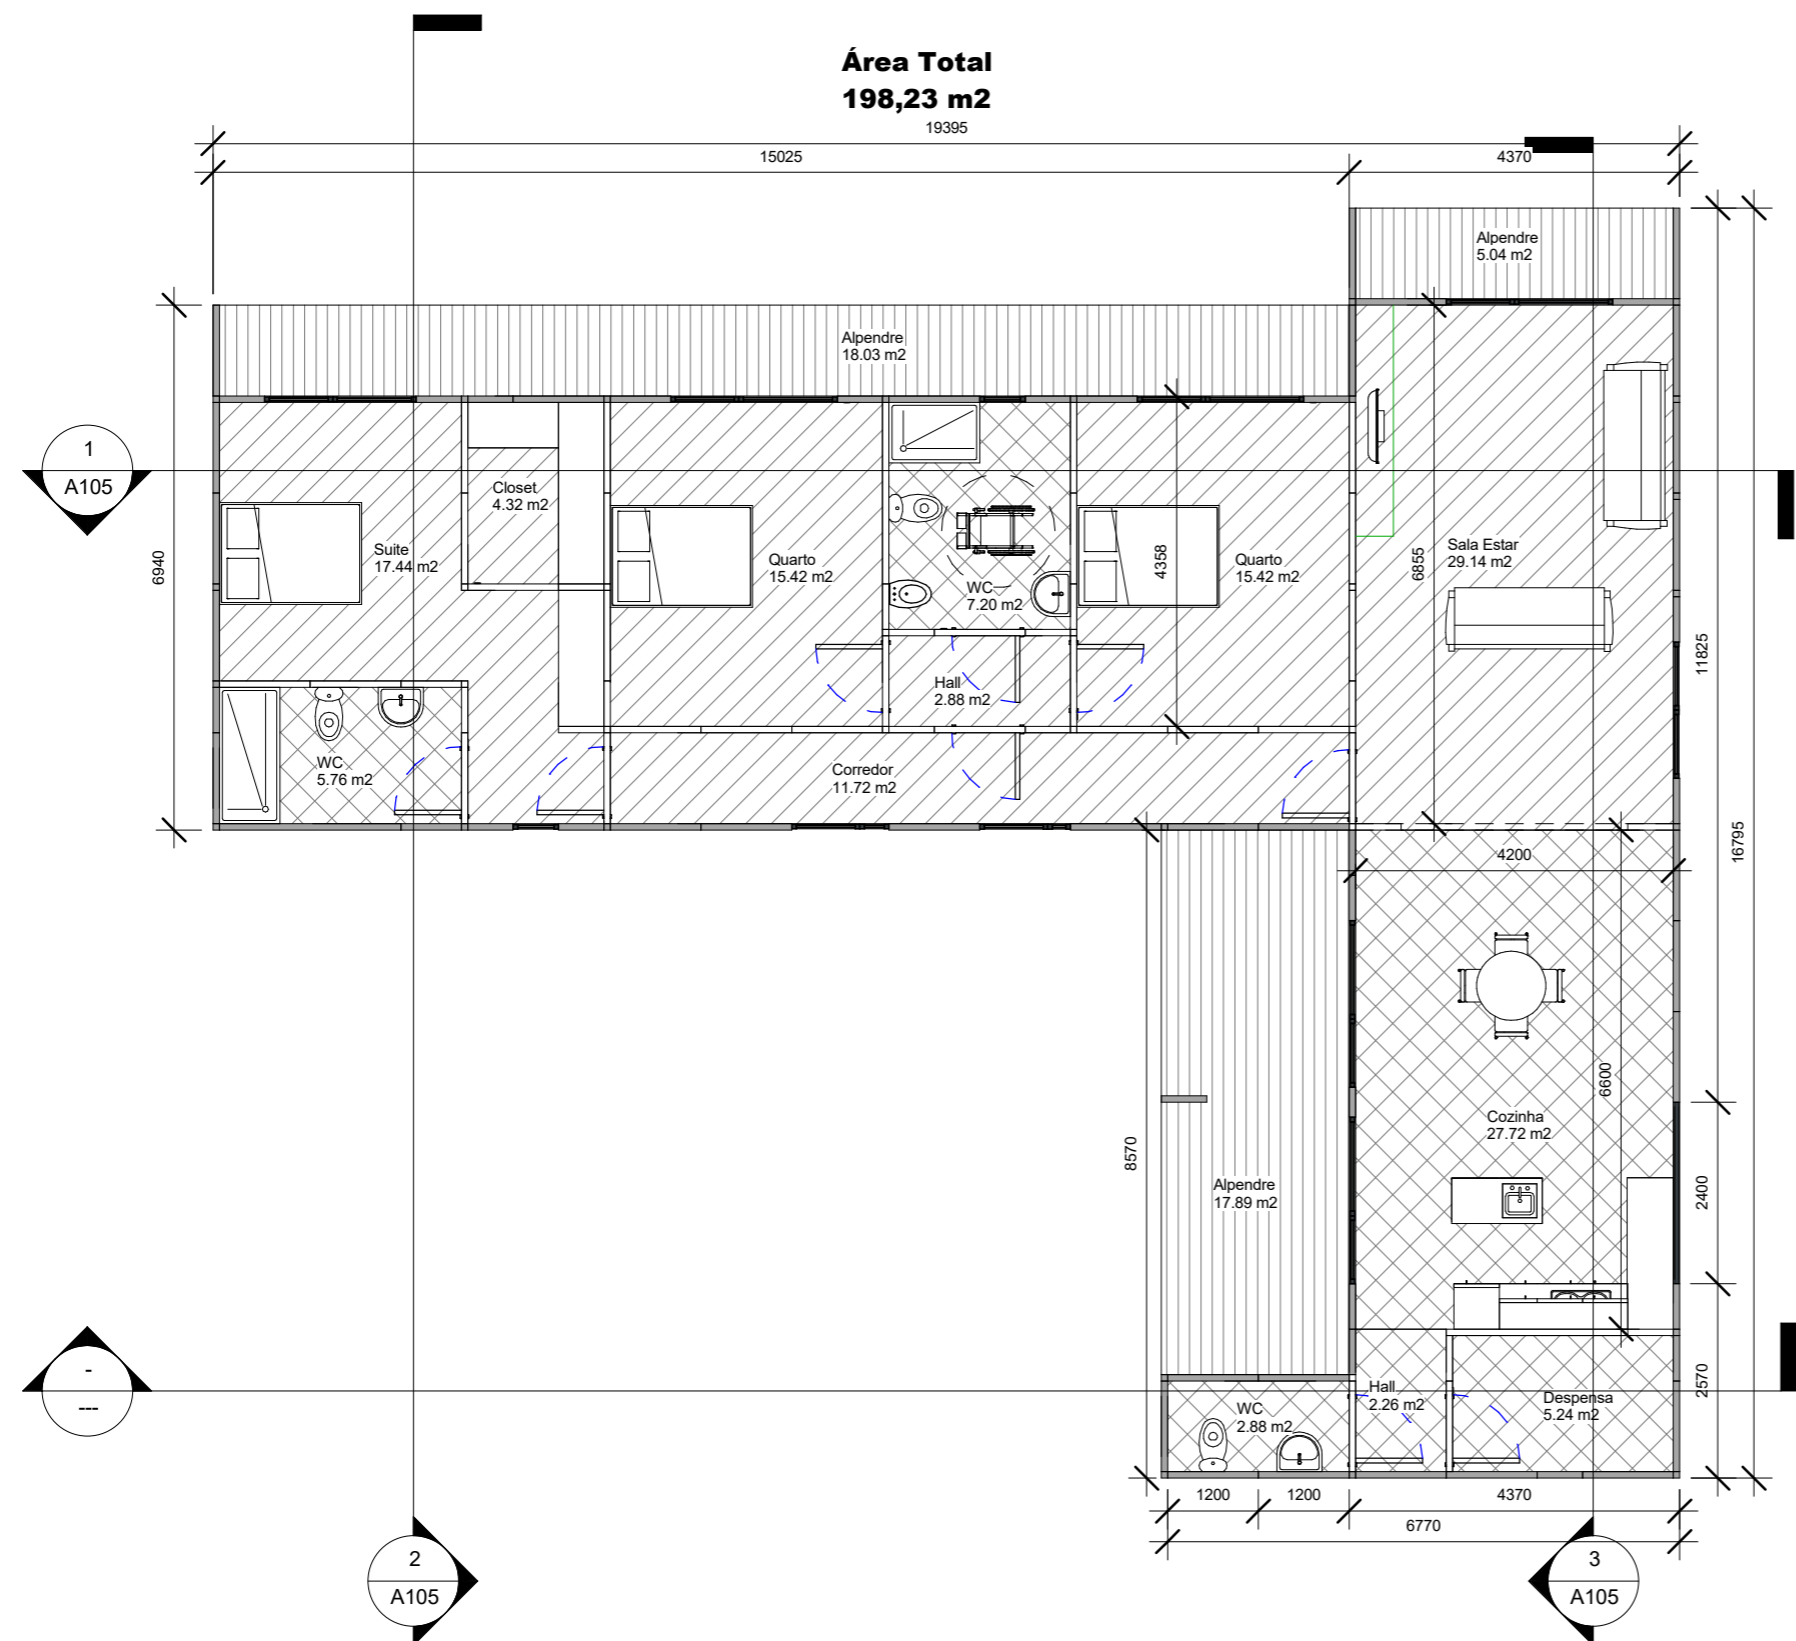 Área Total
198,23 m2
19395
15025
4370
Alpendre
5.04 m2
Alpendre
18.03 m2
1
A105
6940
Closet
4.32 m2
Suite
17.44 m2
Quarto
15.42 m2
WC
7.20 m2
4358
Quarto
15.42 m2
6855
Sala Estar
29.14 m2
11825
16795
Hall
2.88 m2
WC
5.76 m2
Corredor
11.72 m2
4200
6600
8570
Cozinha
27.72 m2
Alpendre
17.89 m2
2400
2570
-
---
WC
2.88 m2
Hall
2.26 m2
Despensa
5.24 m2
1200
1200
4370
6770
2
A105
3
A105